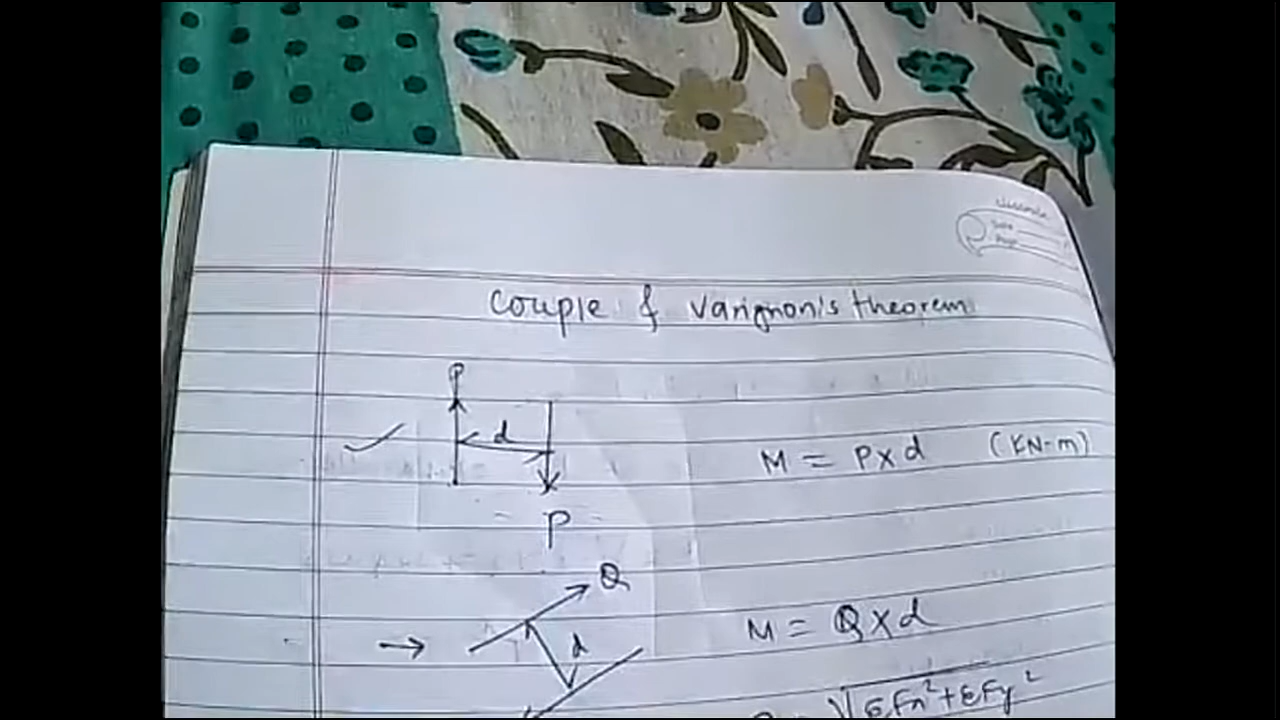 Couple & Varignon's theorem
P
d
M = P x d (KN-m)
P
Q
M = Q x d
d
√ΣFx² + ΣFy²